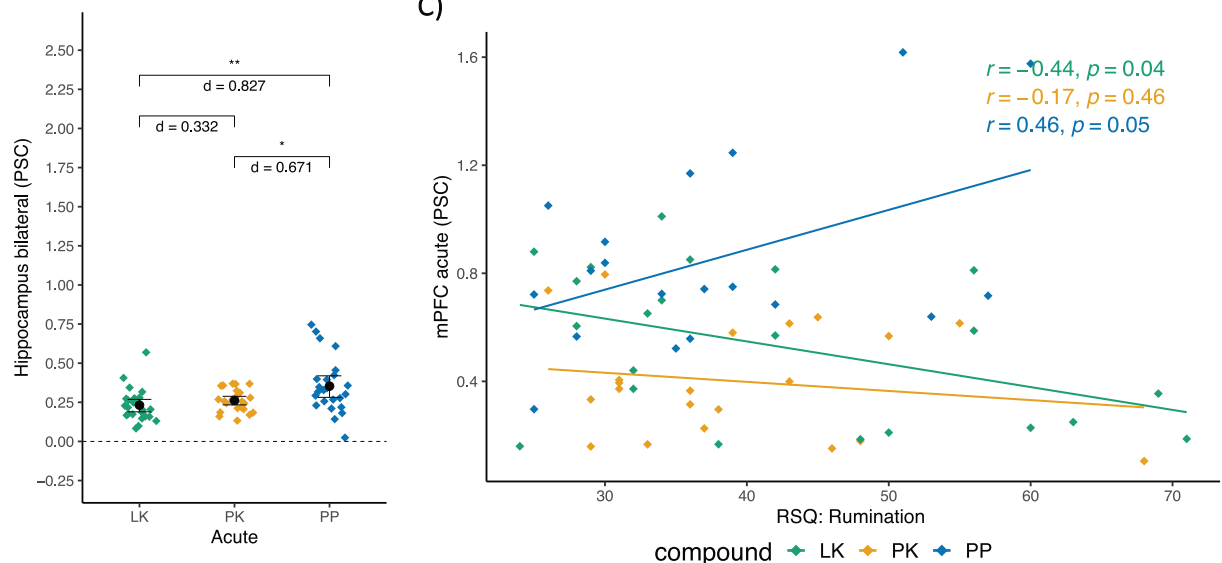 C)
Hippocampus bilateral (PSC)
2.50
2.25
2.00
1.75
1.50
1.25
1.00
0.75
0.50
0.25
0.00
−0.25
**
d = 0.827
d = 0.332
*
d = 0.671
LK PK PP
Acute
mPFC acute (PSC)
1.6
1.2
0.8
0.4
r = −0.44, p = 0.04
r = −0.17, p = 0.46
r = 0.46, p = 0.05
30 40 50 60 70
RSQ: Rumination
compound LK PK PP